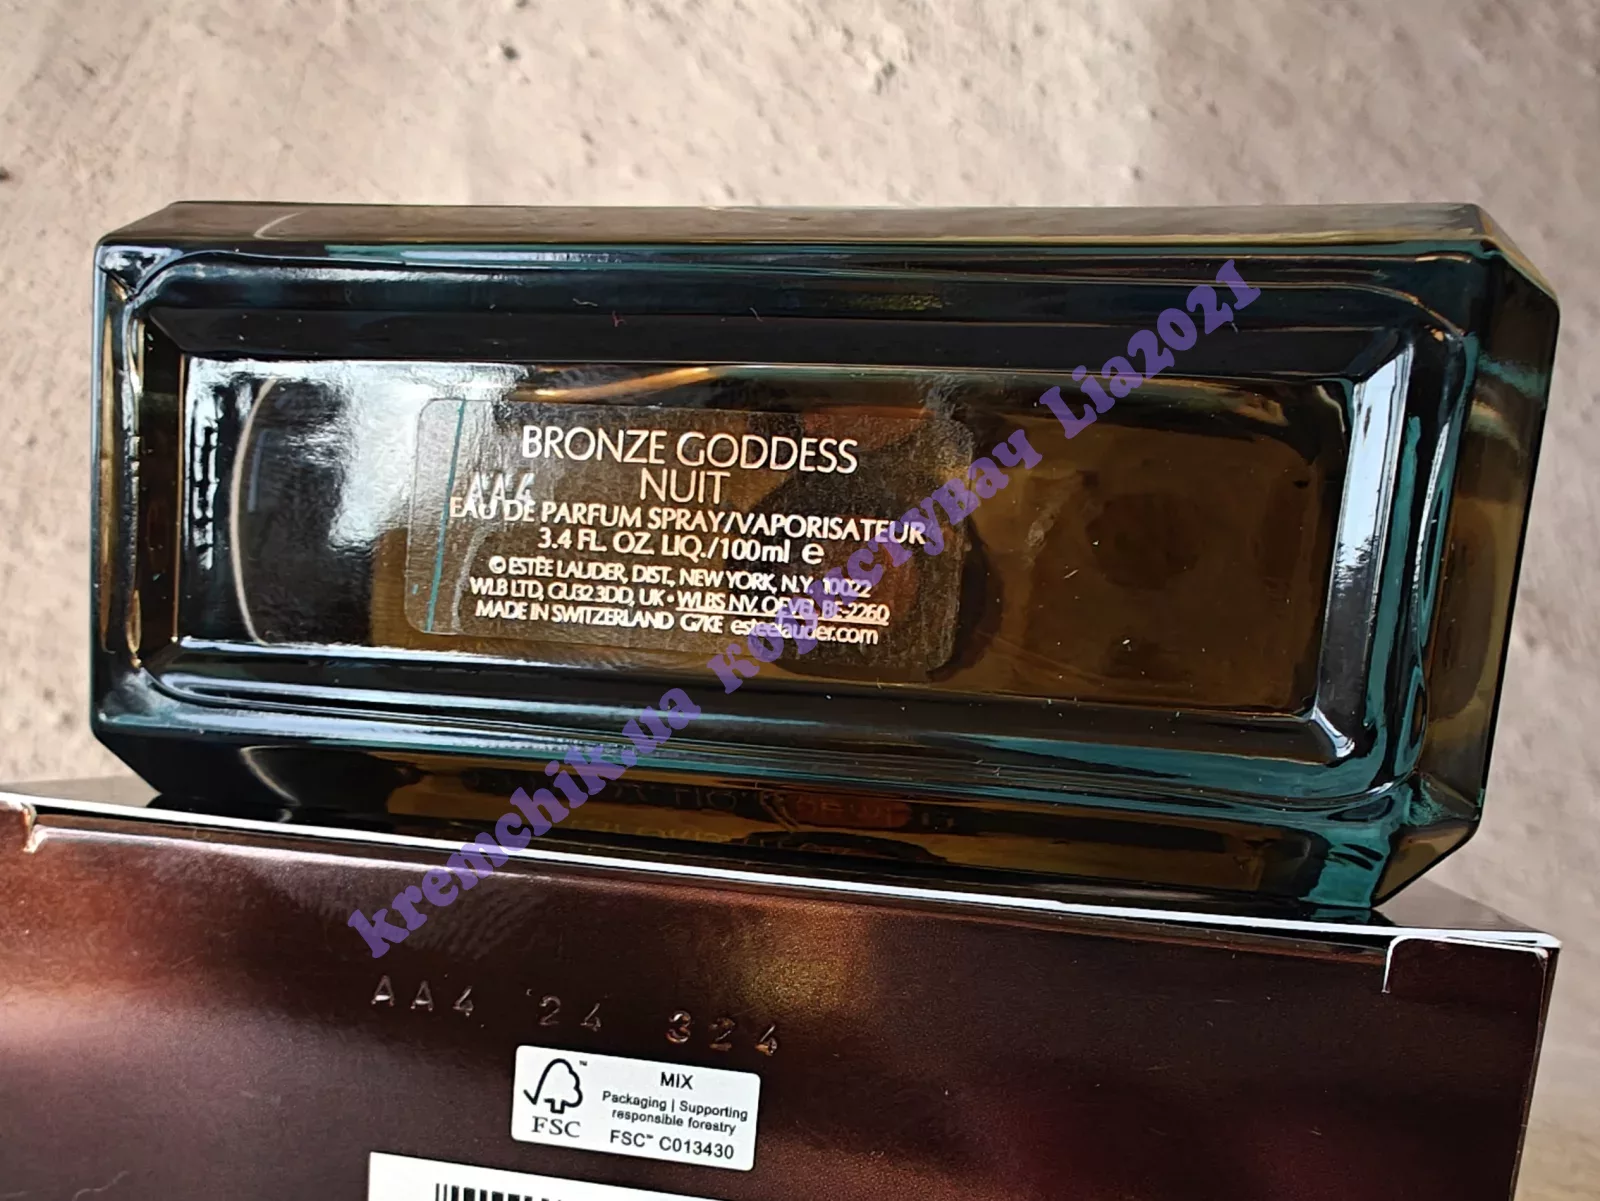 BRONZE GODDESS
NUIT
AA4
EAU DE PARFUM SPRAY/VAPORISATEUR
3.4 FL. OZ. LIQ./100ml e
© ESTĒE LAUDER, DIST., NEW YORK, N.Y. 10022
WLB LTD, GU32 3DD, UK • WLBS NV. OEVEL BE-2260
MADE IN SWITZERLAND G7KE esteelauder.com
kremchik.ua користувач Lia2021
AA4 24 324
MIX
Packaging | Supporting
responsible forestry
FSC
FSC™ C013430